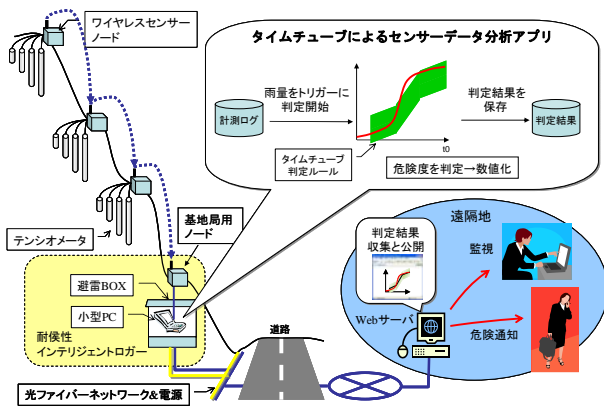 ワイヤレスセンサー
ノード
タイムチューブによるセンサーデータ分析アプリ
計測ログ
雨量をトリガーに
判定開始
t0
判定結果を
保存
判定結果
タイムチューブ
判定ルール
危険度を判定→数値化
テンシオメータ
基地局用
ノード
避雷BOX
小型PC
耐侯性
インテリジェントロガー
光ファイバーネットワーク&電源
道路
遠隔地
判定結果
収集と公開
Webサーバ
監視
危険通知